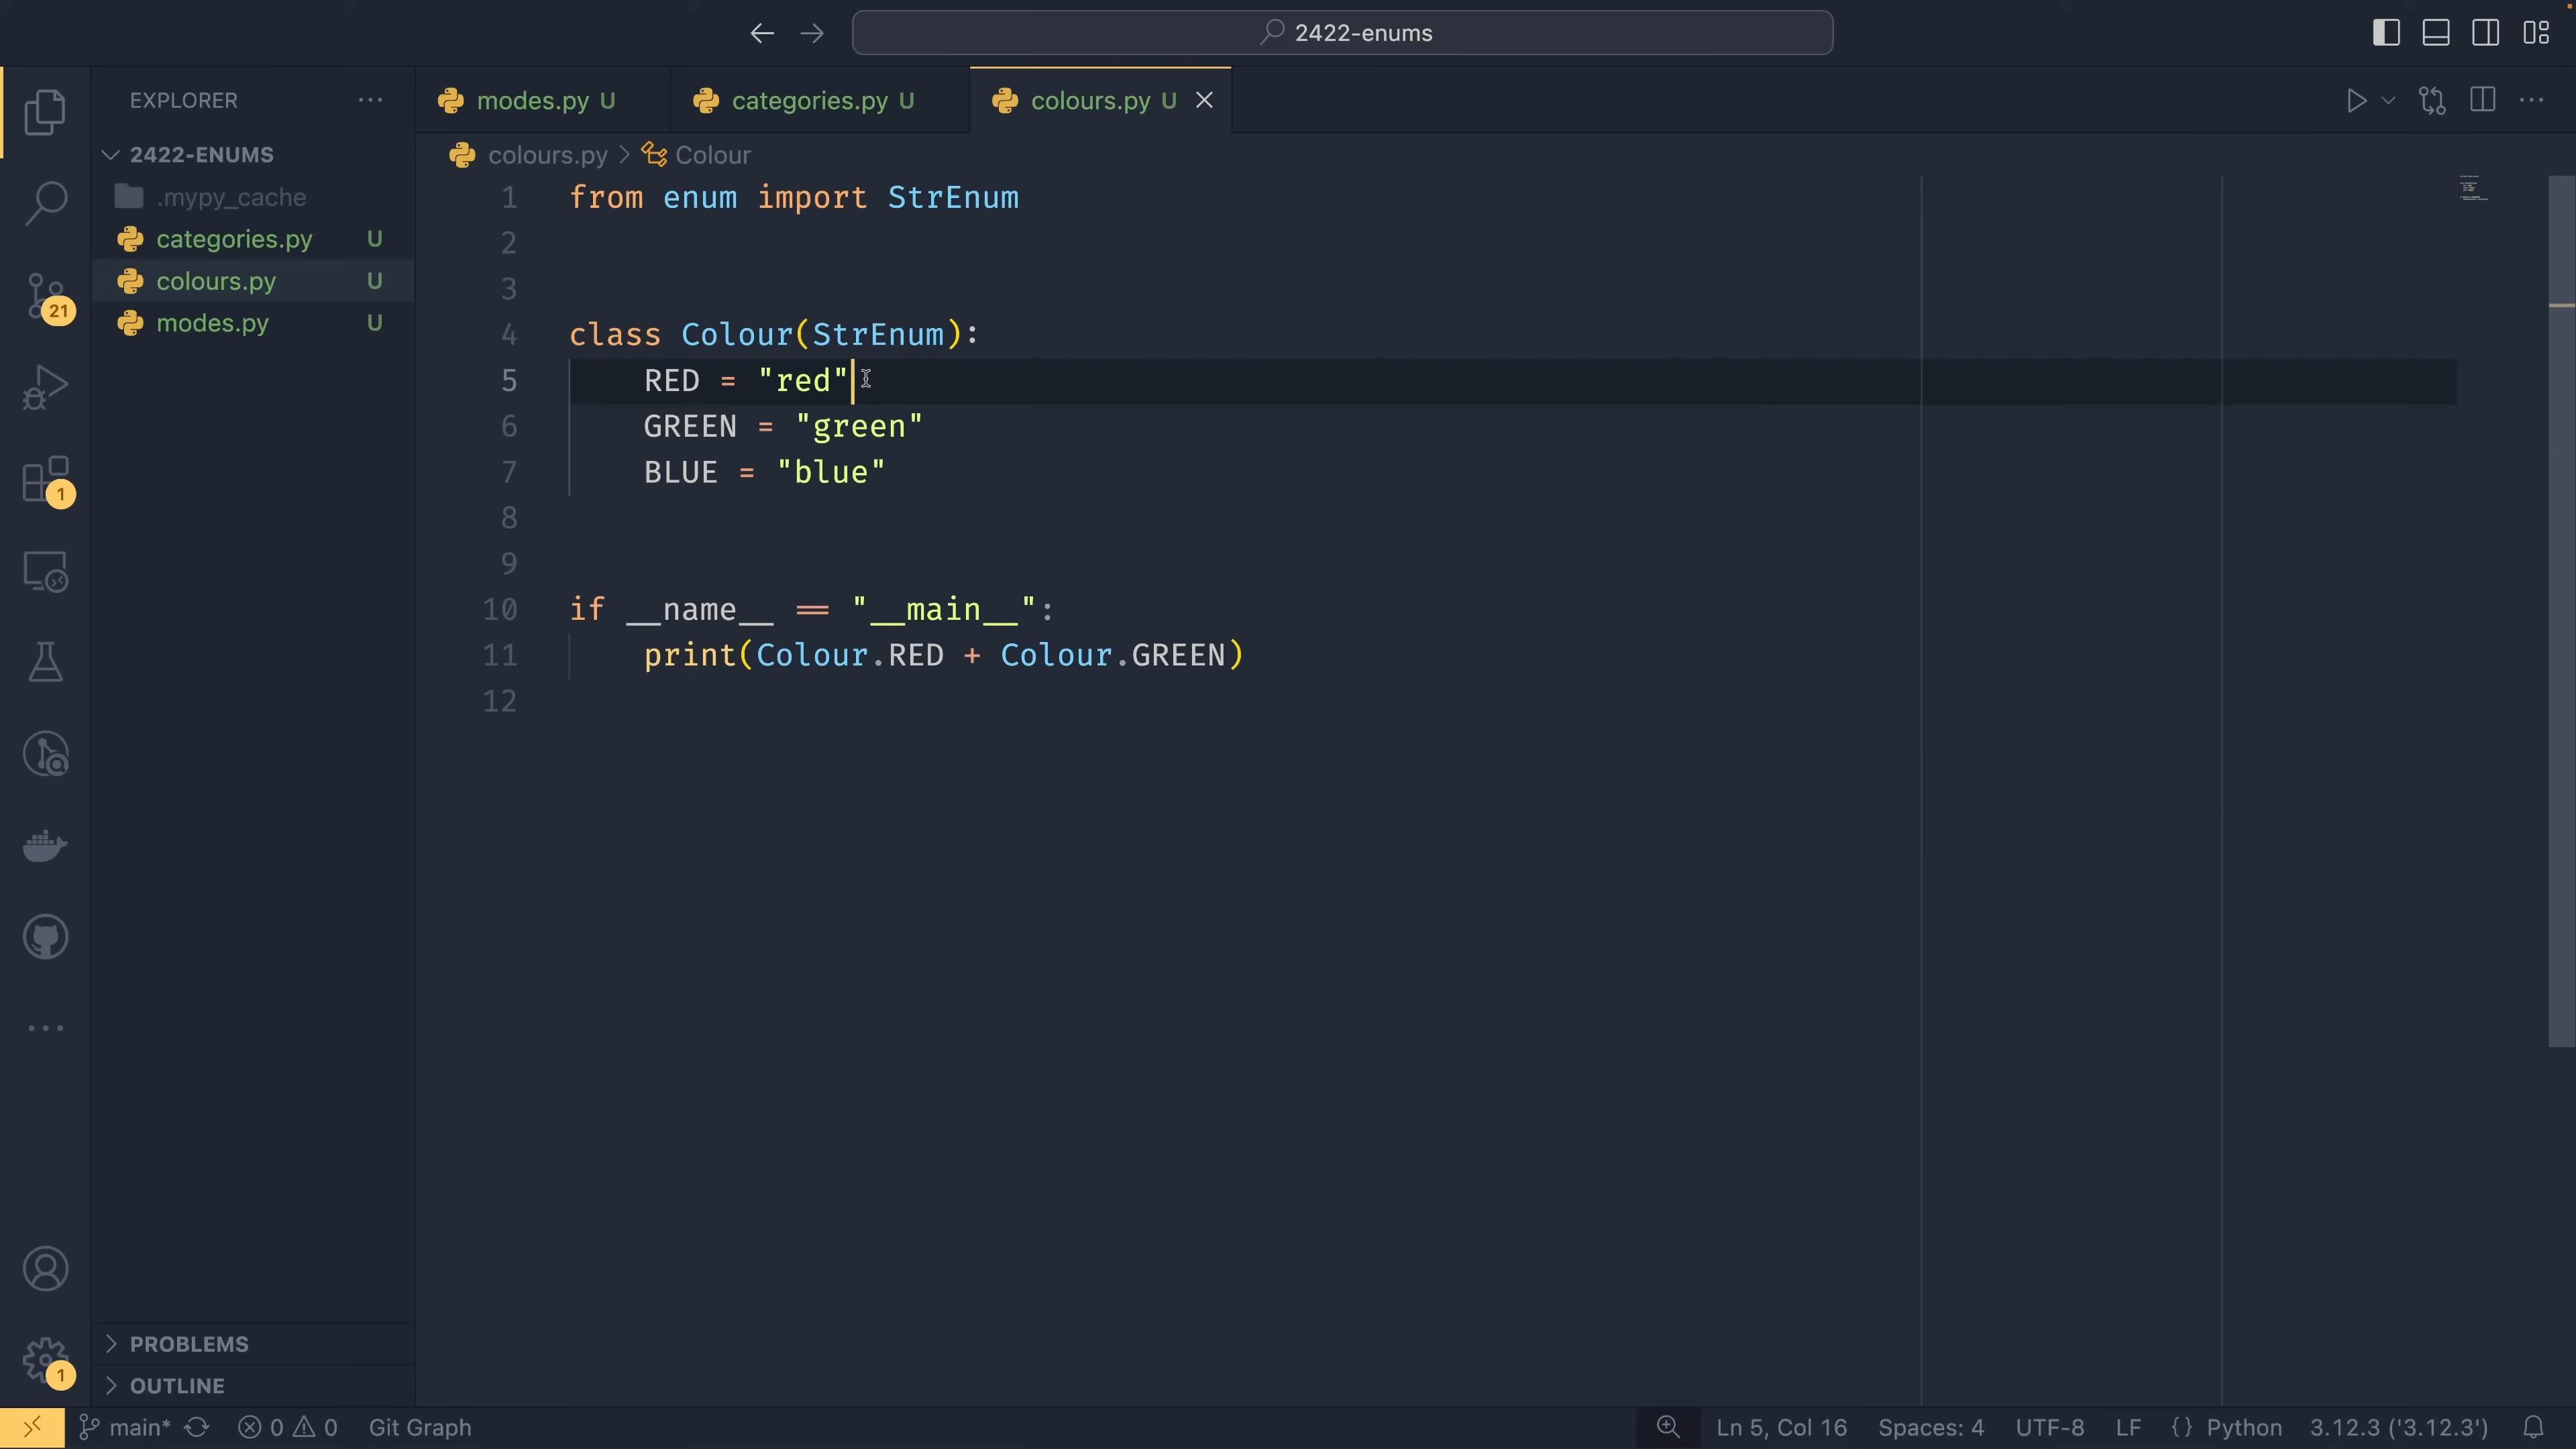 2422-enums
EXPLORER
modes.py U
categories.py U
colours.py U
2422-ENUMS
.mypy_cache
categories.py U
colours.py U
modes.py U
colours.py > Colour
1 from enum import StrEnum
2
3
4 class Colour(StrEnum):
5 RED = "red"
6 GREEN = "green"
7 BLUE = "blue"
8
9
10 if __name__ == "__main__":
11 print(Colour.RED + Colour.GREEN)
12
21
1
1
PROBLEMS
OUTLINE
main* 0 0 Git Graph Ln 5, Col 16 Spaces: 4 UTF-8 LF {} Python 3.12.3 ('3.12.3')